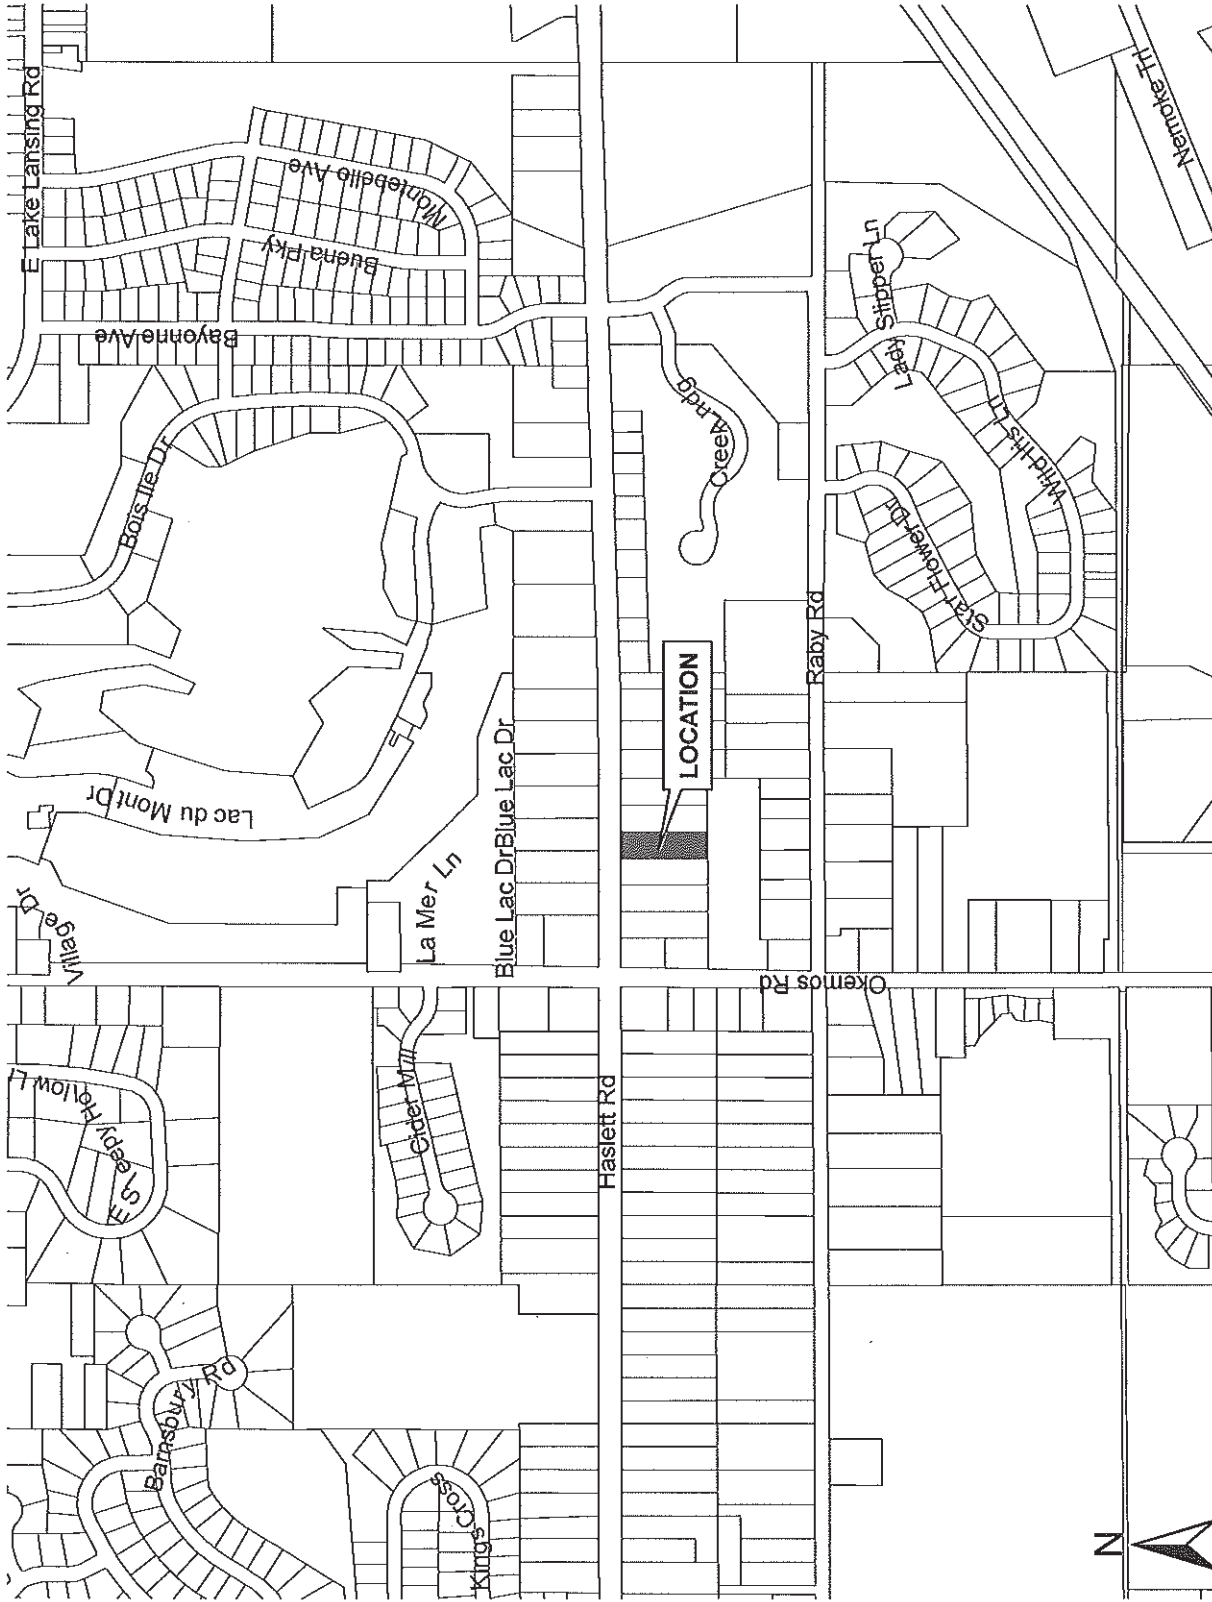 E Lake Lansing Rd
Montebello Ave
Buena Pky
Bayonne Ave
Bois Ile Dr
Lac du Mont Dr
Village Dr
La Mer Ln
Blue Lac Dr
Blue Lac Dr
E Sleepy Hollow Ln
Barnsbury Rd
Cider Mill
Kings Cross
Haslett Rd
LOCATION
Creek Lndg
Okemos Rd
Raby Rd
Lady Slipper Ln
Wild Iris Ln
Star Flower Dr
Nemoke Trl
N